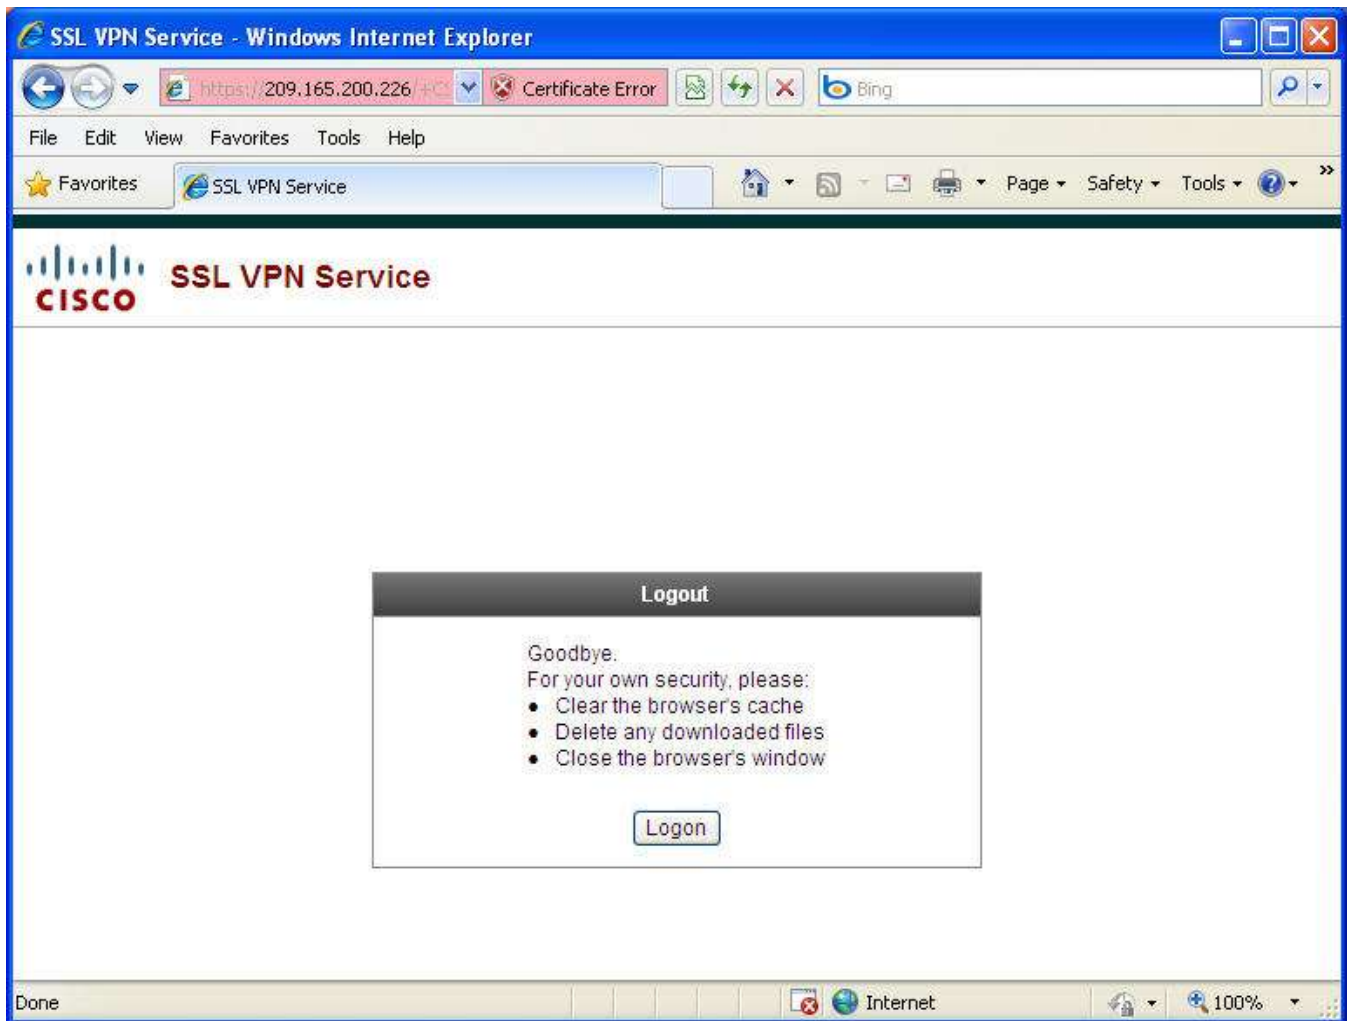 SSL VPN Service - Windows Internet Explorer
https://209.165.200.226/+CS Certificate Error Bing
File Edit View Favorites Tools Help
Favorites SSL VPN Service Page Safety Tools
CISCO SSL VPN Service
Logout
Goodbye.
For your own security, please:
• Clear the browser's cache
• Delete any downloaded files
• Close the browser's window
Logon
Done Internet 100%